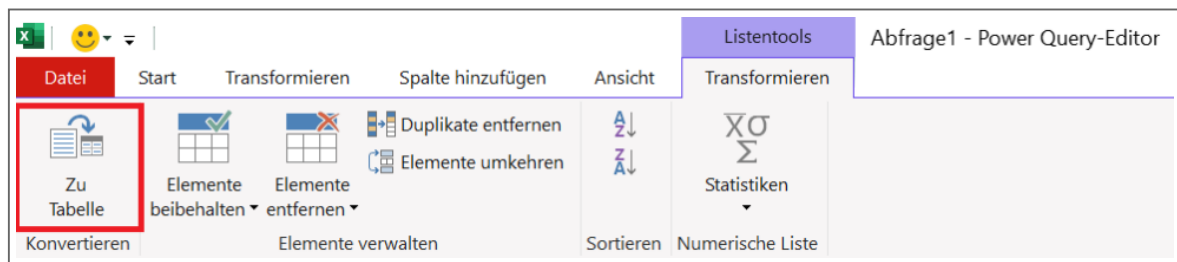 Listentools
Abfrage1 - Power Query-Editor
Datei
Start
Transformieren
Spalte hinzufügen
Ansicht
Transformieren
Zu
Tabelle
Elemente
beibehalten
Elemente
entfernen
Duplikate entfernen
Elemente umkehren
A
Z
Z
A
Xσ
Σ
Statistiken
Konvertieren
Elemente verwalten
Sortieren
Numerische Liste